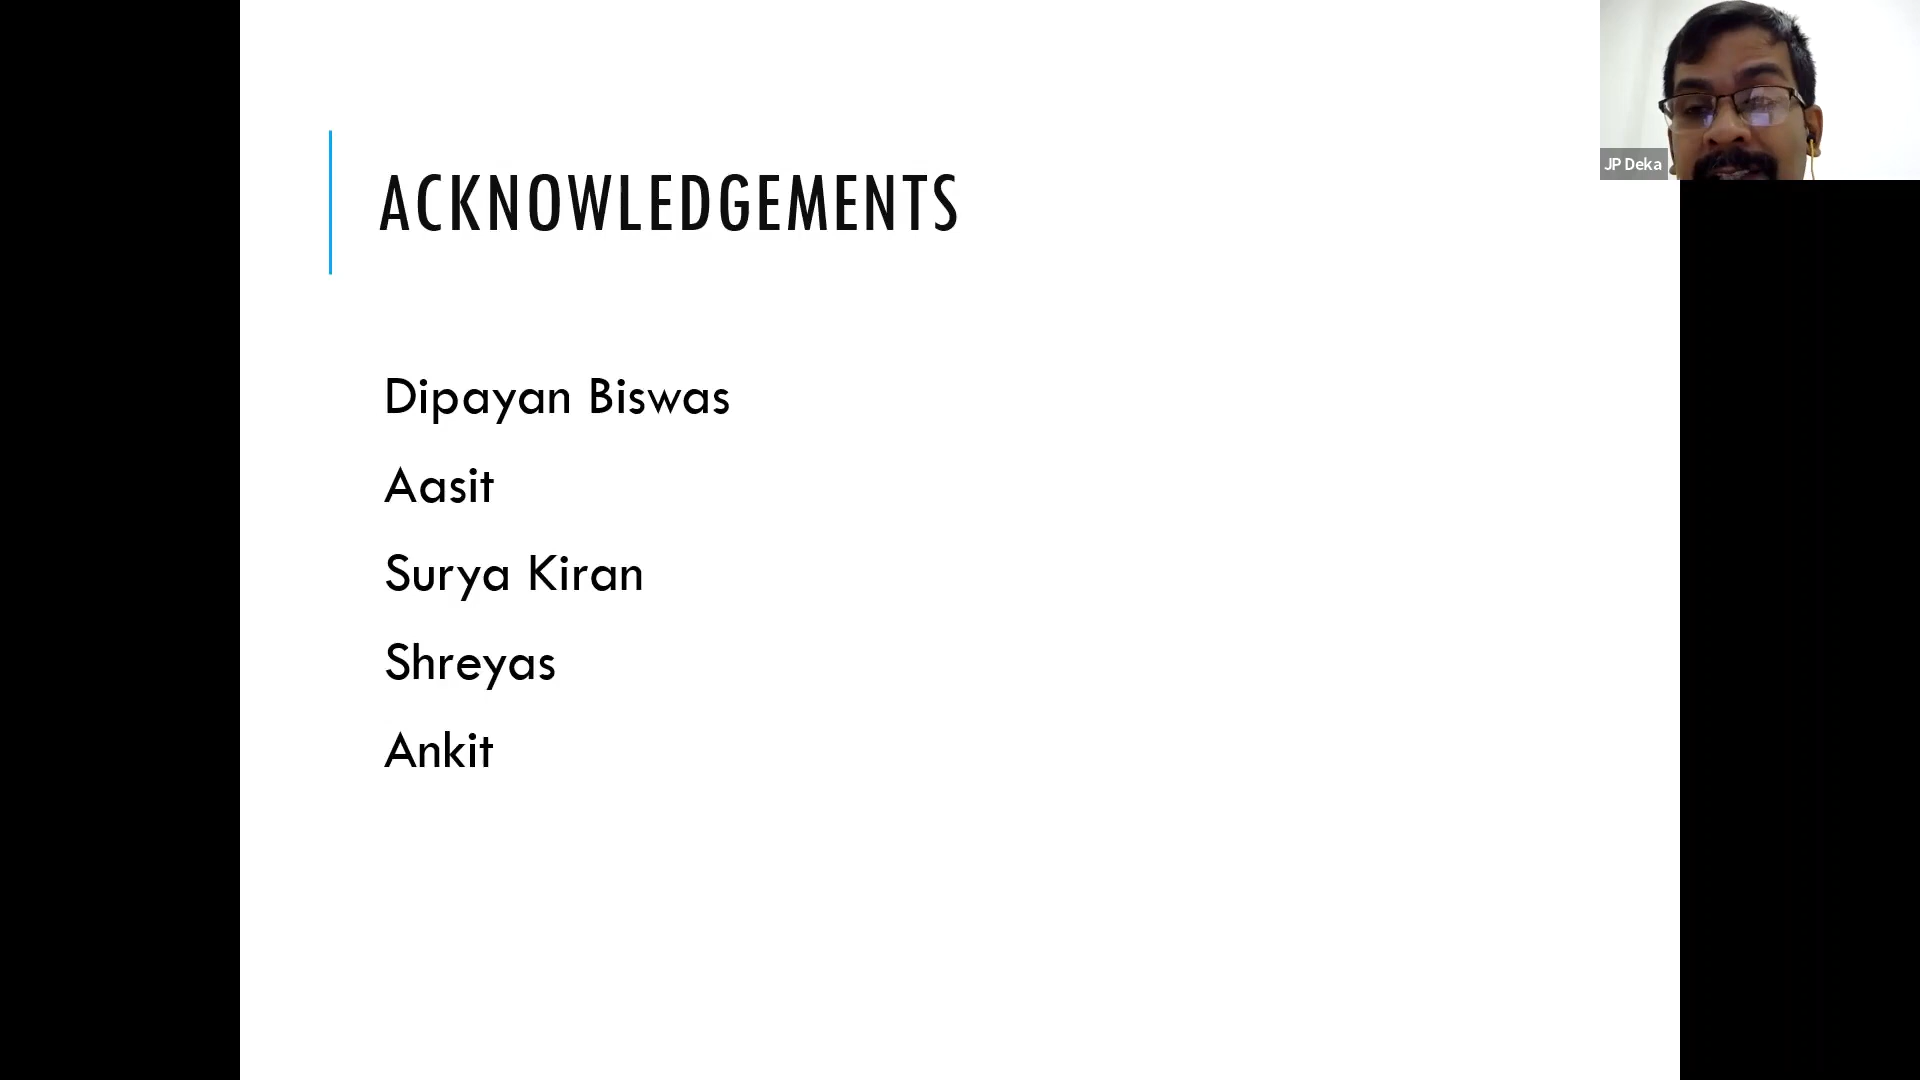 JP Deka
ACKNOWLEDGEMENTS
Dipayan Biswas
Aasit
Surya Kiran
Shreyas
Ankit